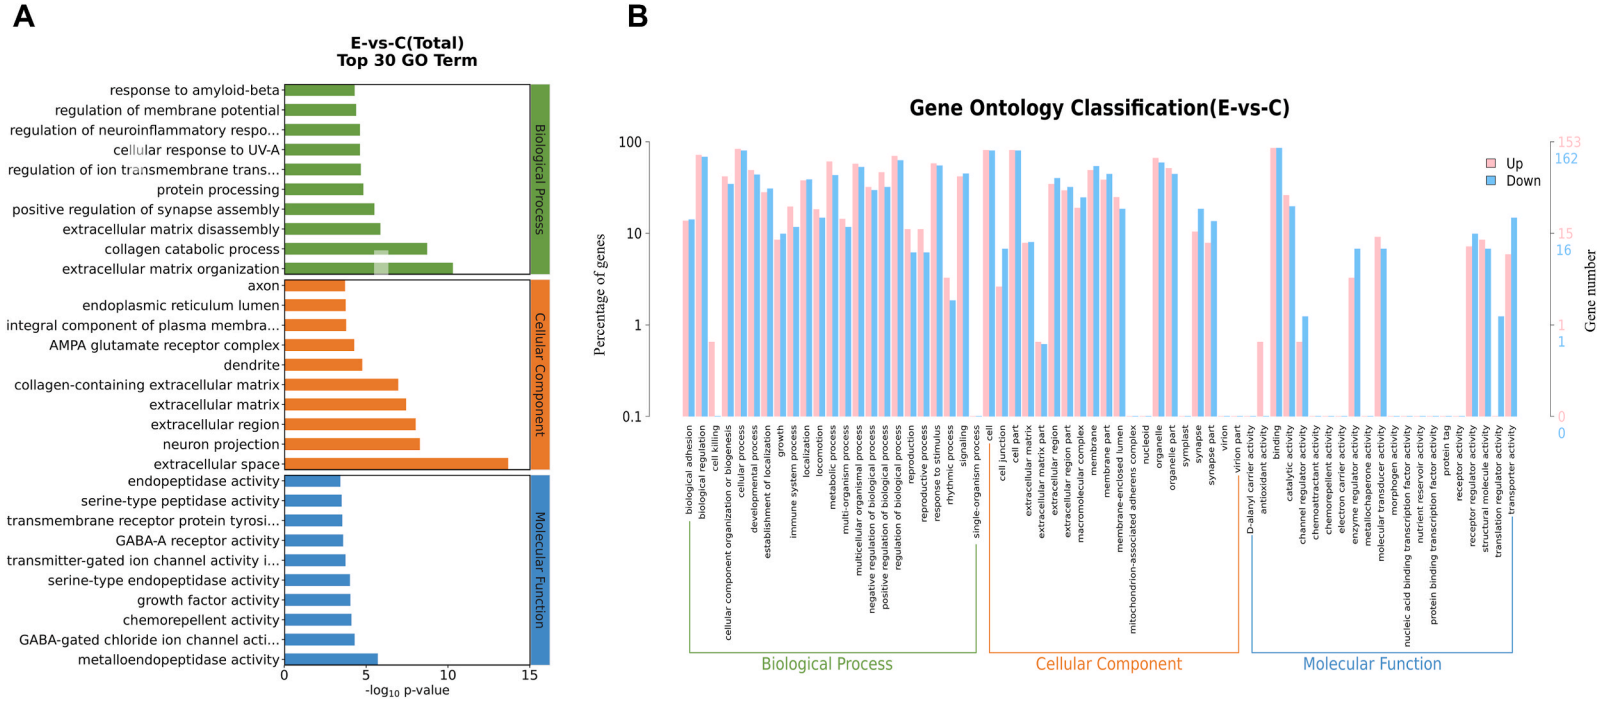 A
E-vs-C(Total)
Top 30 GO Term
response to amyloid-beta
regulation of membrane potential
regulation of neuroinflammatory respo...
cellular response to UV-A
regulation of ion transmembrane trans...
protein processing
positive regulation of synapse assembly
extracellular matrix disassembly
collagen catabolic process
extracellular matrix organization
Biological Process
axon
endoplasmic reticulum lumen
integral component of plasma membra...
AMPA glutamate receptor complex
dendrite
collagen-containing extracellular matrix
extracellular matrix
extracellular region
neuron projection
extracellular space
Cellular Component
endopeptidase activity
serine-type peptidase activity
transmembrane receptor protein tyrosi...
GABA-A receptor activity
transmitter-gated ion channel activity i...
serine-type endopeptidase activity
growth factor activity
chemorepellent activity
GABA-gated chloride ion channel acti...
metalloendopeptidase activity
Molecular Function
0 5 10 15
-log10 p-value
B
Gene Ontology Classification(E-vs-C)
Percentage of genes
100
10
1
0.1
153
162
15
16
1
1
0
0
Gene number
Up
Down
biological adhesion
biological regulation
cell killing
cellular component organization or biogenesis
cellular process
developmental process
establishment of localization
growth
immune system process
localization
locomotion
metabolic process
multi-organism process
multicellular organismal process
negative regulation of biological process
positive regulation of biological process
regulation of biological process
reproduction
reproductive process
response to stimulus
rhythmic process
signaling
single-organism process
cell
cell junction
cell part
extracellular matrix
extracellular matrix part
extracellular region
extracellular region part
macromolecular complex
membrane
membrane part
membrane-enclosed lumen
mitochondrion-associated adherens complex
nucleoid
organelle
organelle part
symplast
synapse
synapse part
virion
virion part
D-alanyl carrier activity
antioxidant activity
binding
catalytic activity
channel regulator activity
chemoattractant activity
chemorepellent activity
electron carrier activity
enzyme regulator activity
metallochaperone activity
molecular transducer activity
morphogen activity
nucleic acid binding transcription factor activity
nutrient reservoir activity
protein binding transcription factor activity
protein tag
receptor activity
receptor regulator activity
structural molecule activity
translation regulator activity
transporter activity
Biological Process
Cellular Component
Molecular Function